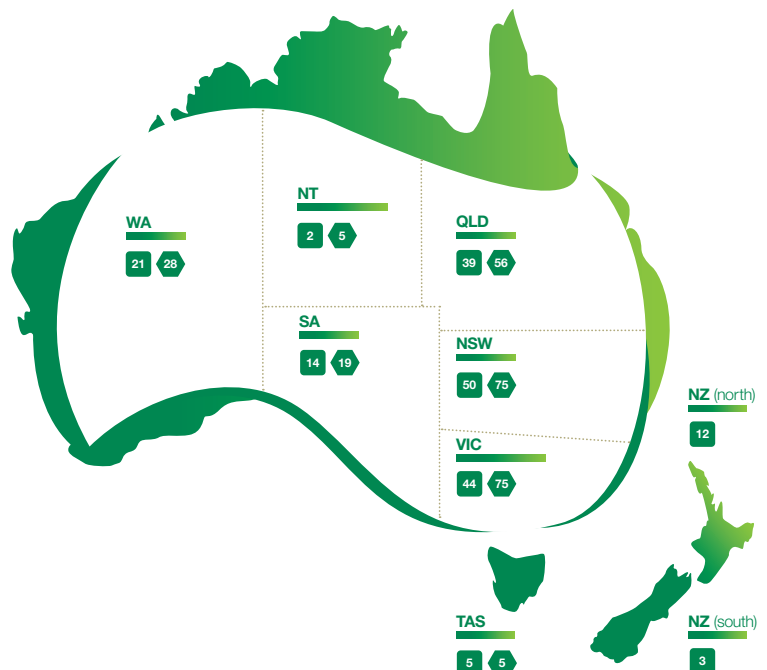 NT
2 5
WA
21 28
QLD
39 56
SA
14 19
NSW
50 75
NZ (north)
12
VIC
44 75
TAS
5 5
NZ (south)
3